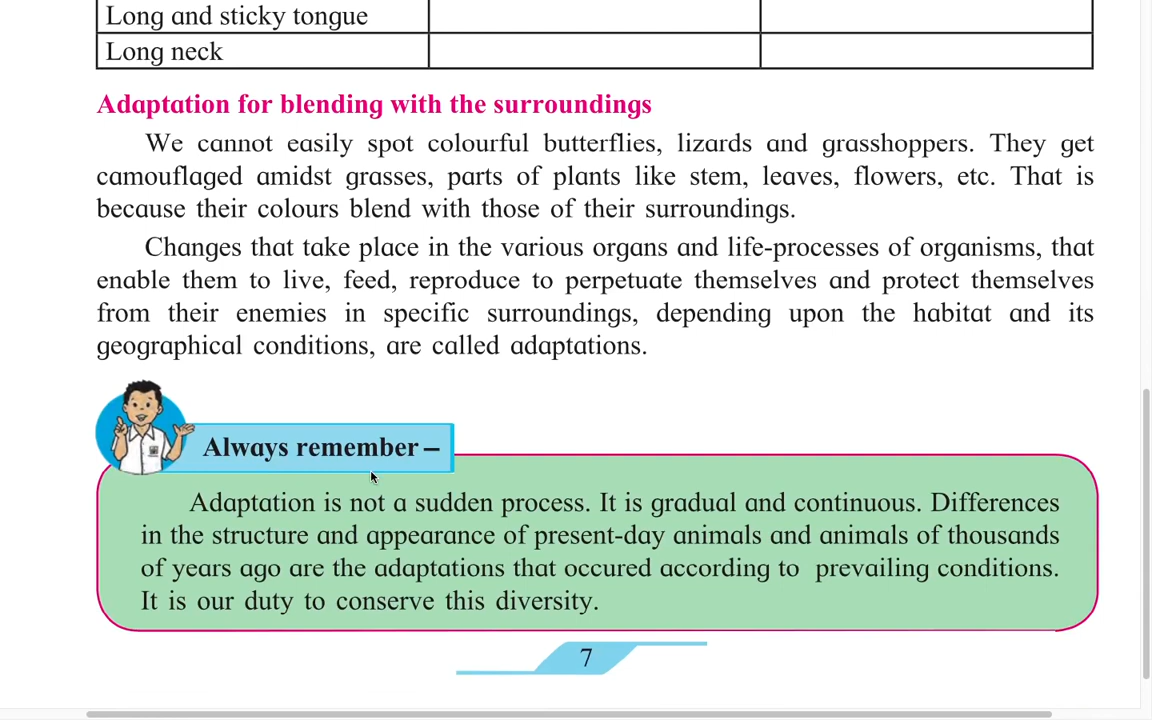 Long and sticky tongue
Long neck
Adaptation for blending with the surroundings
We cannot easily spot colourful butterflies, lizards and grasshoppers. They get
camouflaged amidst grasses, parts of plants like stem, leaves, flowers, etc. That is
because their colours blend with those of their surroundings.
Changes that take place in the various organs and life-processes of organisms, that
enable them to live, feed, reproduce to perpetuate themselves and protect themselves
from their enemies in specific surroundings, depending upon the habitat and its
geographical conditions, are called adaptations.
Always remember –
Adaptation is not a sudden process. It is gradual and continuous. Differences
in the structure and appearance of present-day animals and animals of thousands
of years ago are the adaptations that occured according to prevailing conditions.
It is our duty to conserve this diversity.
7